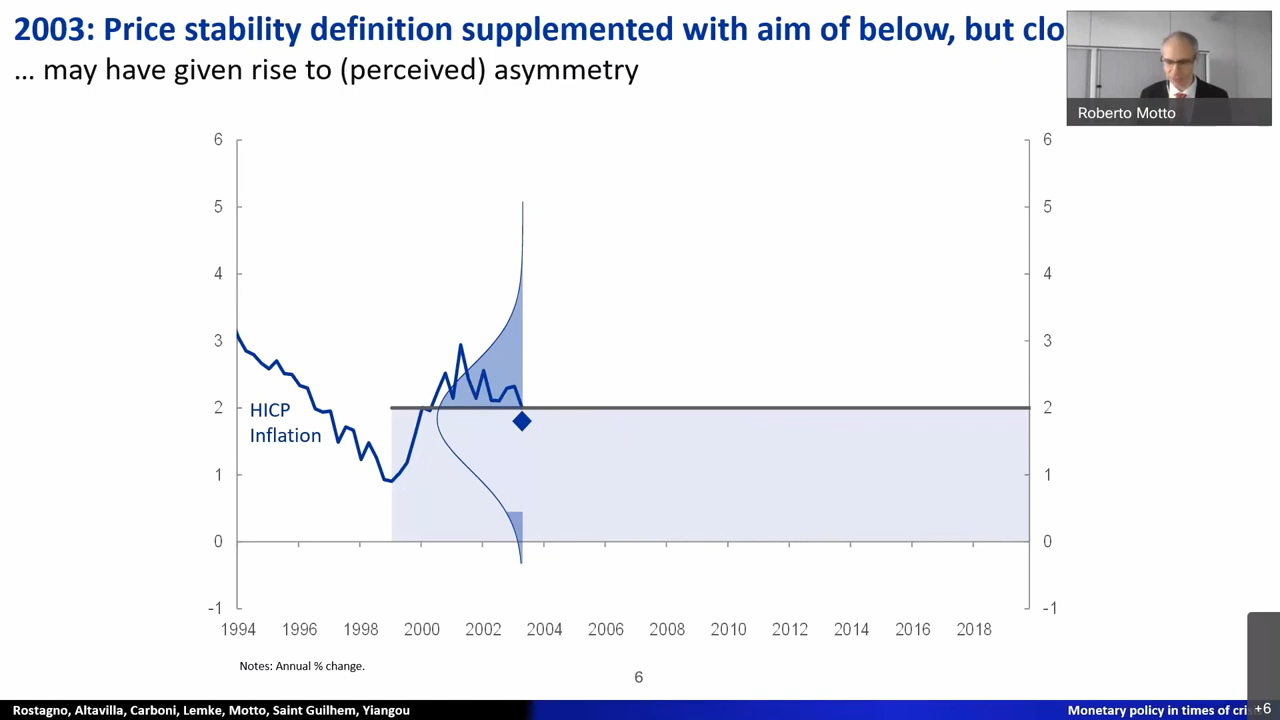 2003: Price stability definition supplemented with aim of below, but clo
... may have given rise to (perceived) asymmetry
Roberto Motto
6 6
5 5
4 4
3 3
HICP
Inflation
2 2
1 1
0 0
-1 -1
1994 1996 1998 2000 2002 2004 2006 2008 2010 2012 2014 2016 2018
Notes: Annual % change.
6
Rostagno, Altavilla, Carboni, Lemke, Motto, Saint Guilhem, Yiangou
Monetary policy in times of cri
+6